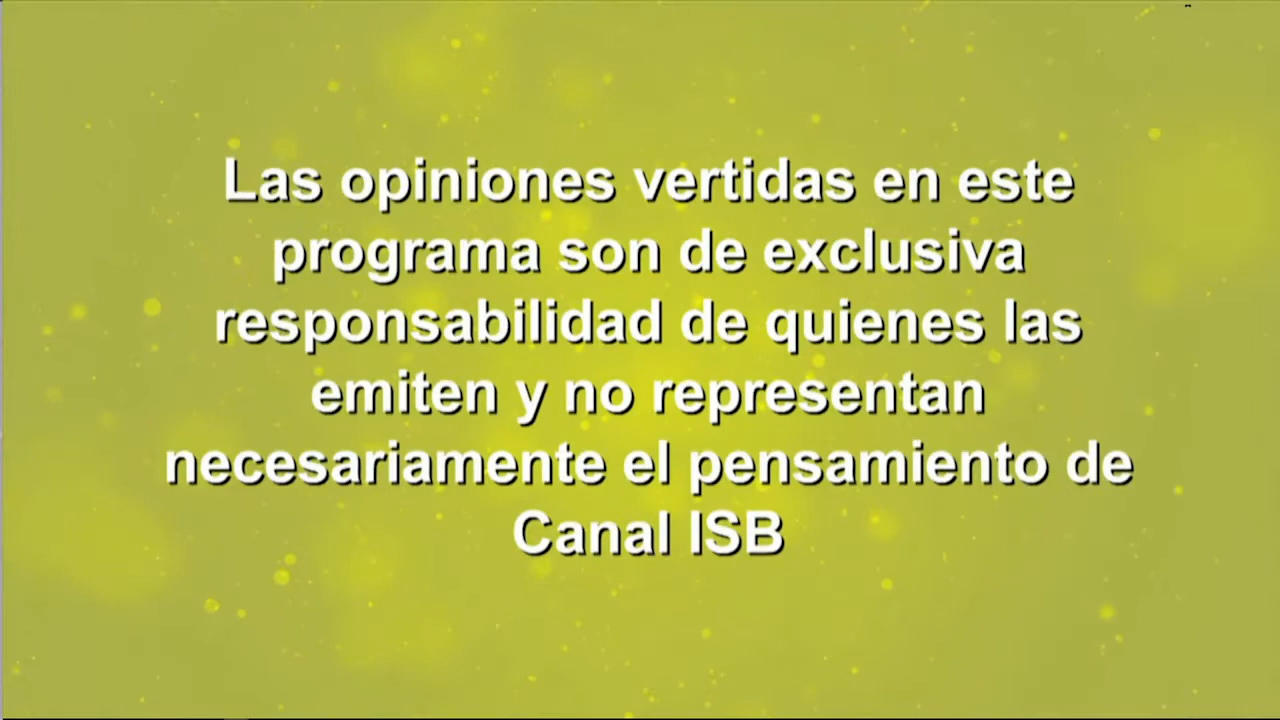 Las opiniones vertidas en este
programa son de exclusiva
responsabilidad de quienes las
emiten y no representan
necesariamente el pensamiento de
Canal ISB